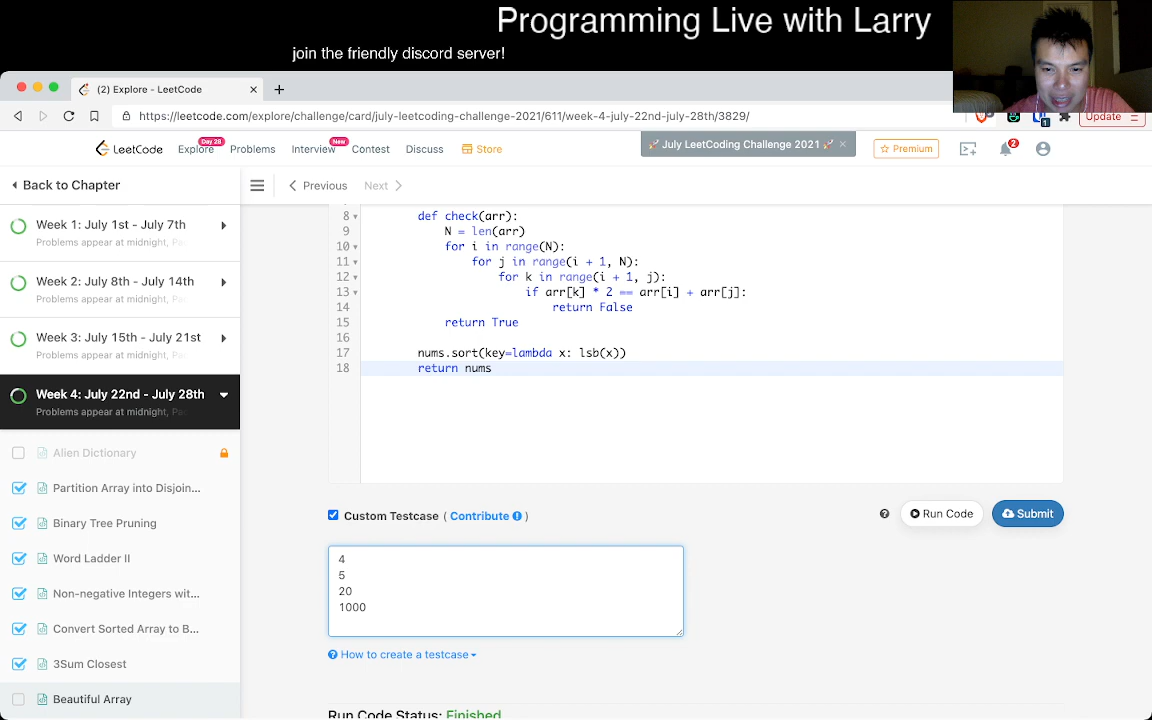 Programming Live with Larry
join the friendly discord server!
(2) Explore - LeetCode
https://leetcode.com/explore/challenge/card/july-leetcoding-challenge-2021/611/week-4-july-22nd-july-28th/3829/
Update
LeetCode
Explore
Day 28
Problems
Interview
New
Contest
Discuss
Store
July LeetCoding Challenge 2021
Premium
2
Back to Chapter
Previous
Next
Week 1: July 1st - July 7th
Problems appear at midnight, Pa
Week 2: July 8th - July 14th
Problems appear at midnight, Pa
Week 3: July 15th - July 21st
Problems appear at midnight, Pa
Week 4: July 22nd - July 28th
Problems appear at midnight, Pa
Alien Dictionary
Partition Array into Disjoin...
Binary Tree Pruning
Word Ladder II
Non-negative Integers wit...
Convert Sorted Array to B...
3Sum Closest
Beautiful Array
8 def check(arr):
9 N = len(arr)
10 for i in range(N):
11 for j in range(i + 1, N):
12 for k in range(i + 1, j):
13 if arr[k] * 2 == arr[i] + arr[j]:
14 return False
15 return True
16
17 nums.sort(key=lambda x: lsb(x))
18 return nums
Custom Testcase ( Contribute )
Run Code
Submit
4
5
20
1000
How to create a testcase
Run Code Status: Finished